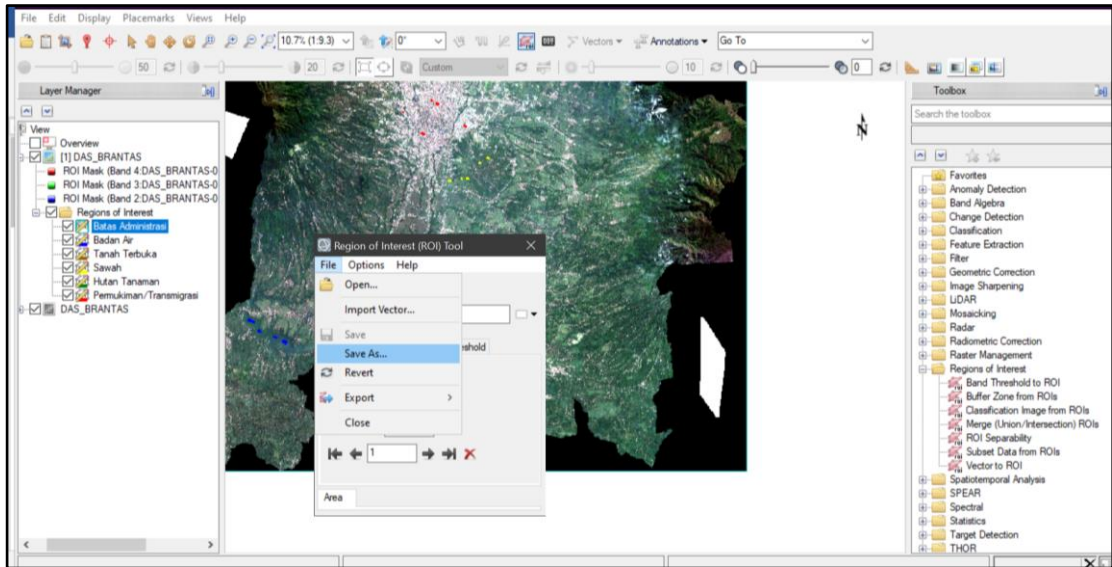 File Edit Display Placemarks Views Help
10.7% (1:9.3) 0° Vectors Annotations Go To
50 20 Custom 10 0
Layer Manager
View
Overview
[1] DAS_BRANTAS
ROI Mask (Band 4:DAS_BRANTAS-0
ROI Mask (Band 3:DAS_BRANTAS-0
ROI Mask (Band 2:DAS_BRANTAS-0
Regions of Interest
Batas Administrasi
Badan Air
Tanah Terbuka
Sawah
Hutan Tanaman
Permukiman/Transmigrasi
DAS_BRANTAS
N
Region of Interest (ROI) Tool
File Options Help
Open...
Import Vector...
Save
Save As...
Revert
Export
Close
eshold
1
Area
Toolbox
Search the toolbox
Favorites
Anomaly Detection
Band Algebra
Change Detection
Classification
Feature Extraction
Filter
Geometric Correction
Image Sharpening
LiDAR
Mosaicking
Radar
Radiometric Correction
Raster Management
Regions of Interest
Band Threshold to ROI
Buffer Zone from ROIs
Classification Image from ROIs
Merge (Union/Intersection) ROIs
ROI Separability
Subset Data from ROIs
Vector to ROI
Spatiotemporal Analysis
SPEAR
Spectral
Statistics
Target Detection
THOR